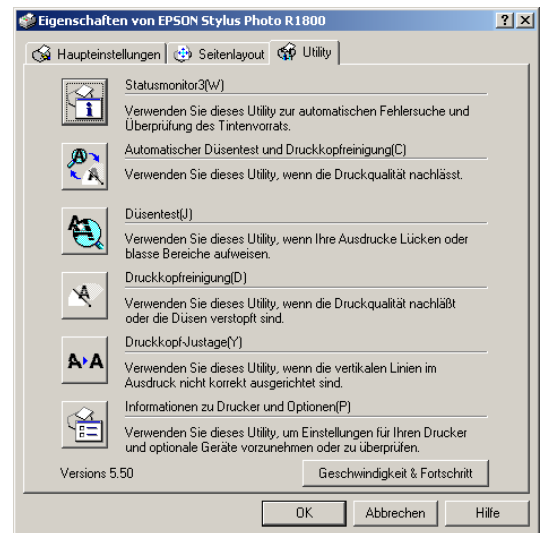 Eigenschaften von EPSON Stylus Photo R1800
Haupteinstellungen Seitenlayout Utility
Statusmonitor3(W)
Verwenden Sie dieses Utility zur automatischen Fehlersuche und
Überprüfung des Tintenvorrats.
Automatischer Düsentest und Druckkopfreinigung(C)
Verwenden Sie dieses Utility, wenn die Druckqualität nachlässt.
Düsentest(J)
Verwenden Sie dieses Utility, wenn Ihre Ausdrucke Lücken oder
blasse Bereiche aufweisen.
Druckkopfreinigung(D)
Verwenden Sie dieses Utility, wenn die Druckqualität nachläßt
oder die Düsen verstopft sind.
Druckkopf-Justage(Y)
Verwenden Sie dieses Utility, wenn die vertikalen Linien im
Ausdruck nicht korrekt ausgerichtet sind.
Informationen zu Drucker und Optionen(P)
Verwenden Sie dieses Utility, um Einstellungen für Ihren Drucker
und optionale Geräte vorzunehmen oder zu überprüfen.
Versions 5.50 Geschwindigkeit & Fortschritt
OK Abbrechen Hilfe